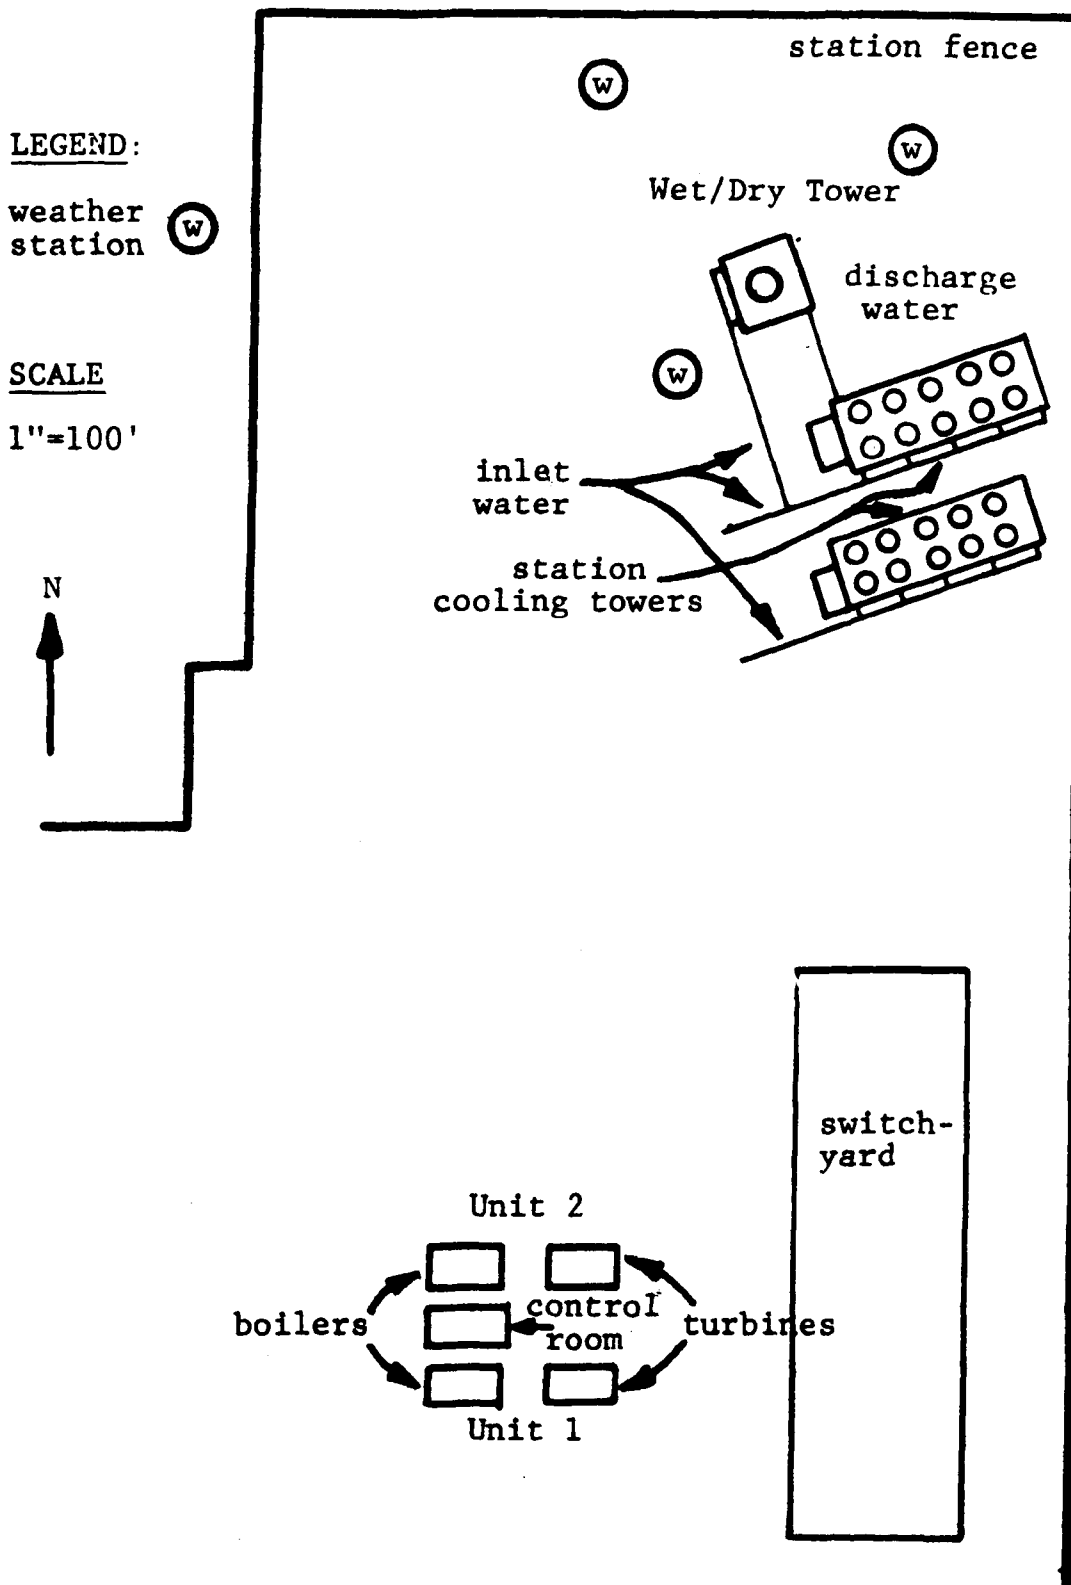 station fence
W
LEGEND:
W
Wet/Dry Tower
weather
station
W
discharge
water
SCALE
W
1"=100'
inlet
water
station
cooling towers
N
switch-
yard
Unit 2
control
room
boilers
turbines
Unit 1